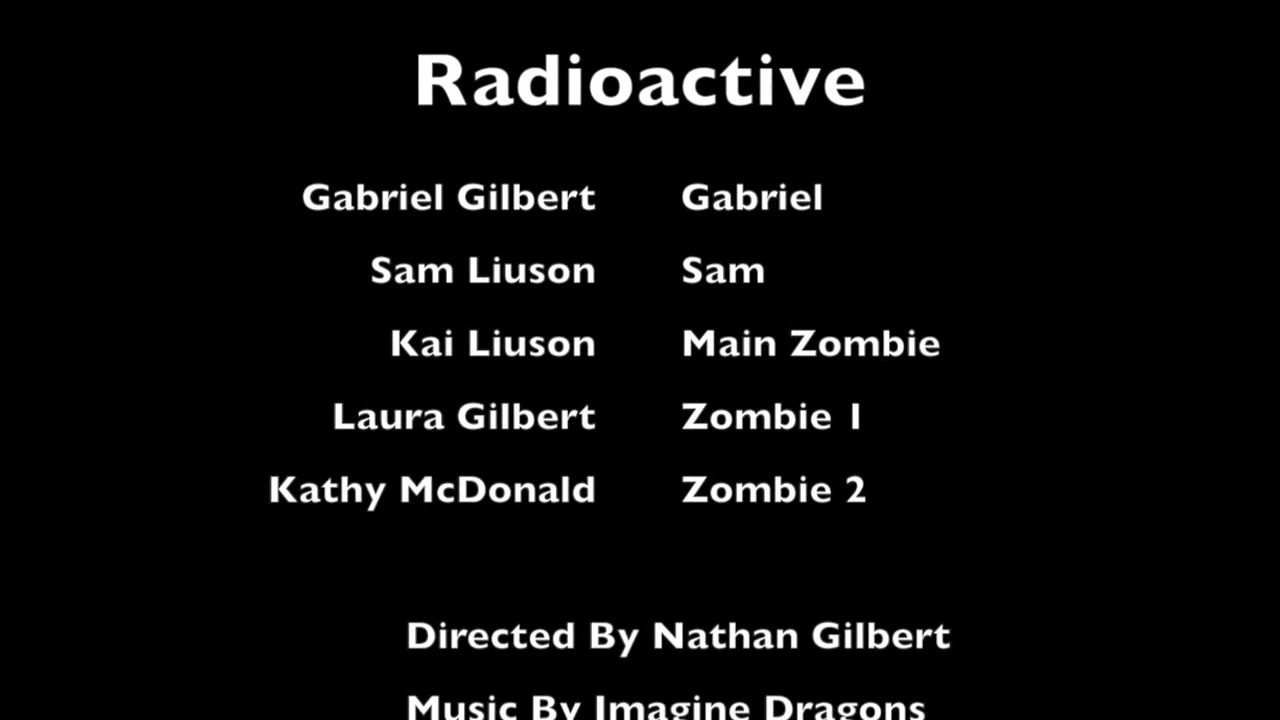 Radioactive
Gabriel Gilbert Gabriel
Sam Liuson Sam
Kai Liuson Main Zombie
Laura Gilbert Zombie 1
Kathy McDonald Zombie 2
Directed By Nathan Gilbert
Music By Imagine Dragons